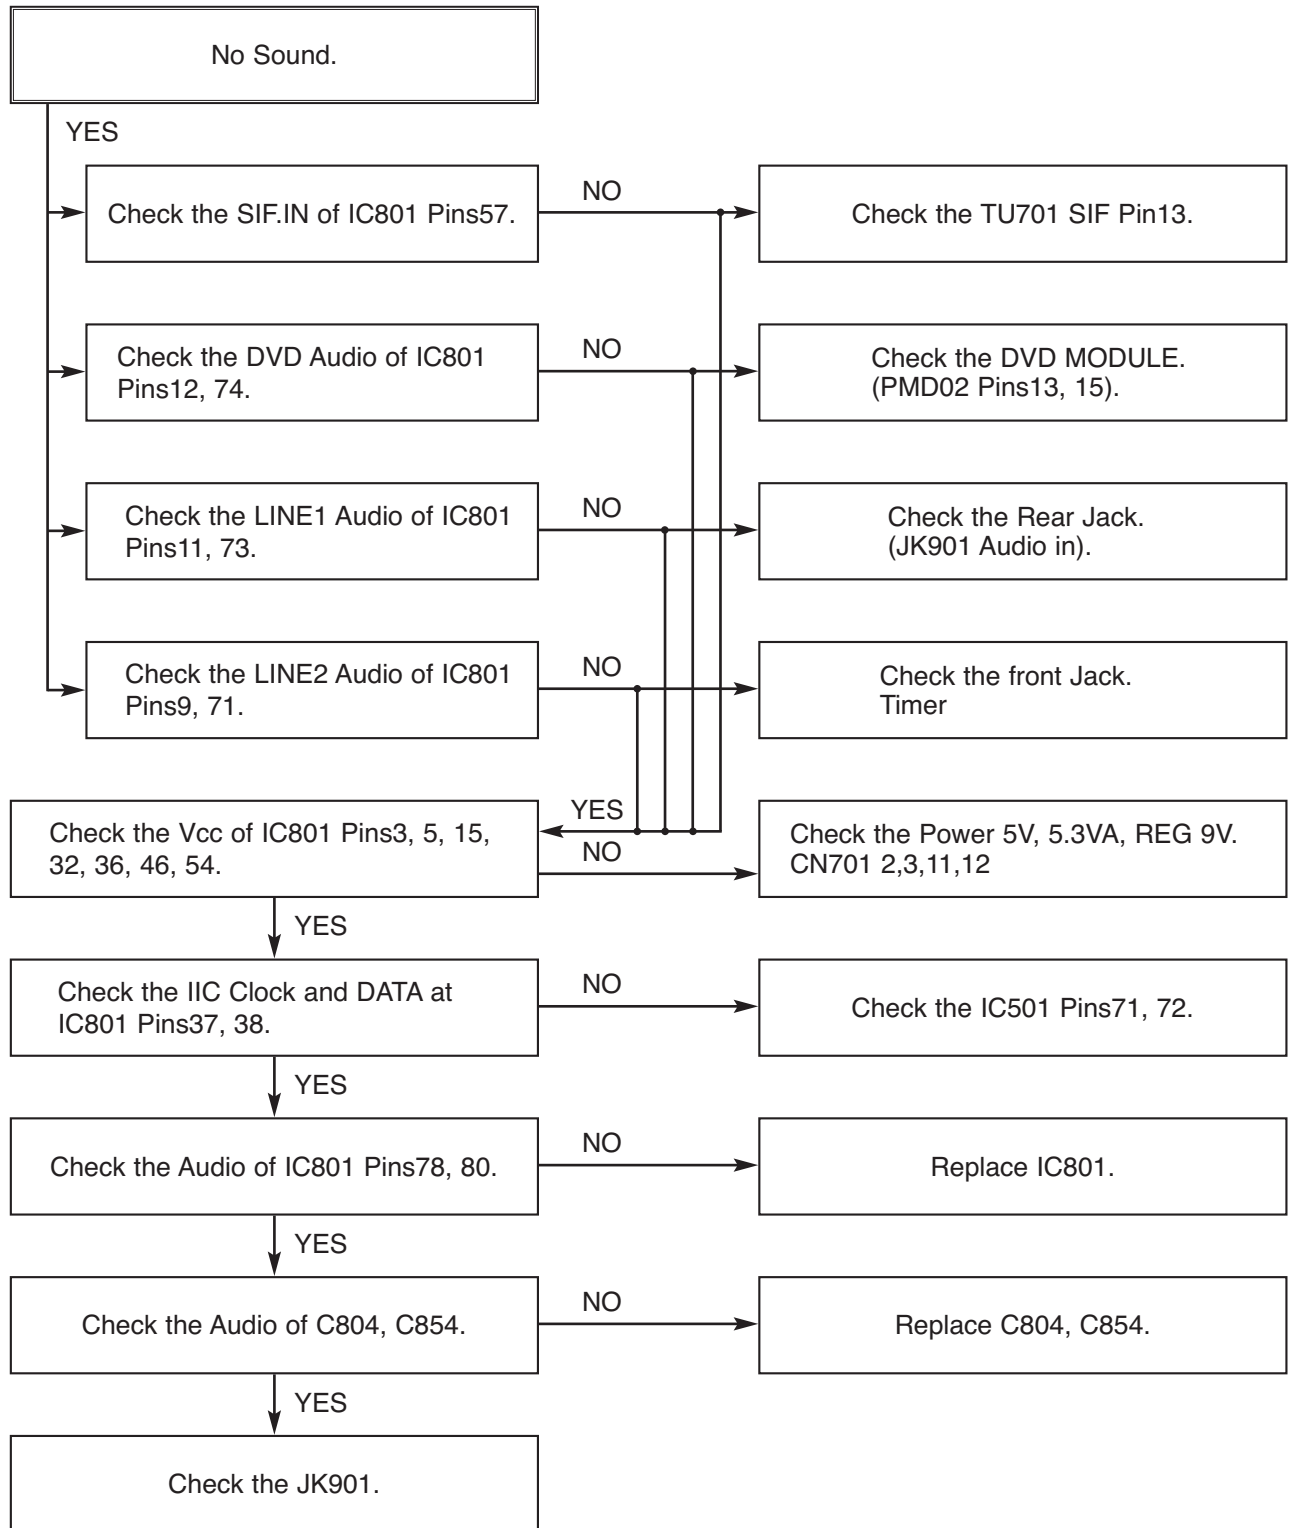 No Sound.
YES
Check the SIF.IN of IC801 Pins57.
NO
Check the TU701 SIF Pin13.
Check the DVD Audio of IC801
Pins12, 74.
NO
Check the DVD MODULE.
(PMD02 Pins13, 15).
Check the LINE1 Audio of IC801
Pins11, 73.
NO
Check the Rear Jack.
(JK901 Audio in).
Check the LINE2 Audio of IC801
Pins9, 71.
NO
Check the front Jack.
Timer
Check the Vcc of IC801 Pins3, 5, 15,
32, 36, 46, 54.
YES
NO
Check the Power 5V, 5.3VA, REG 9V.
CN701 2,3,11,12
YES
Check the IIC Clock and DATA at
IC801 Pins37, 38.
NO
Check the IC501 Pins71, 72.
YES
Check the Audio of IC801 Pins78, 80.
NO
Replace IC801.
YES
Check the Audio of C804, C854.
NO
Replace C804, C854.
YES
Check the JK901.